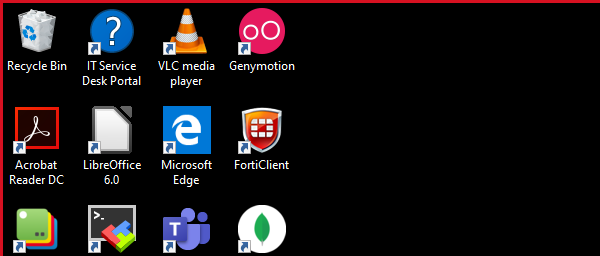 Recycle Bin
IT Service
Desk Portal
VLC media
player
Genymotion
Acrobat
Reader DC
LibreOffice
6.0
Microsoft
Edge
FortiClient